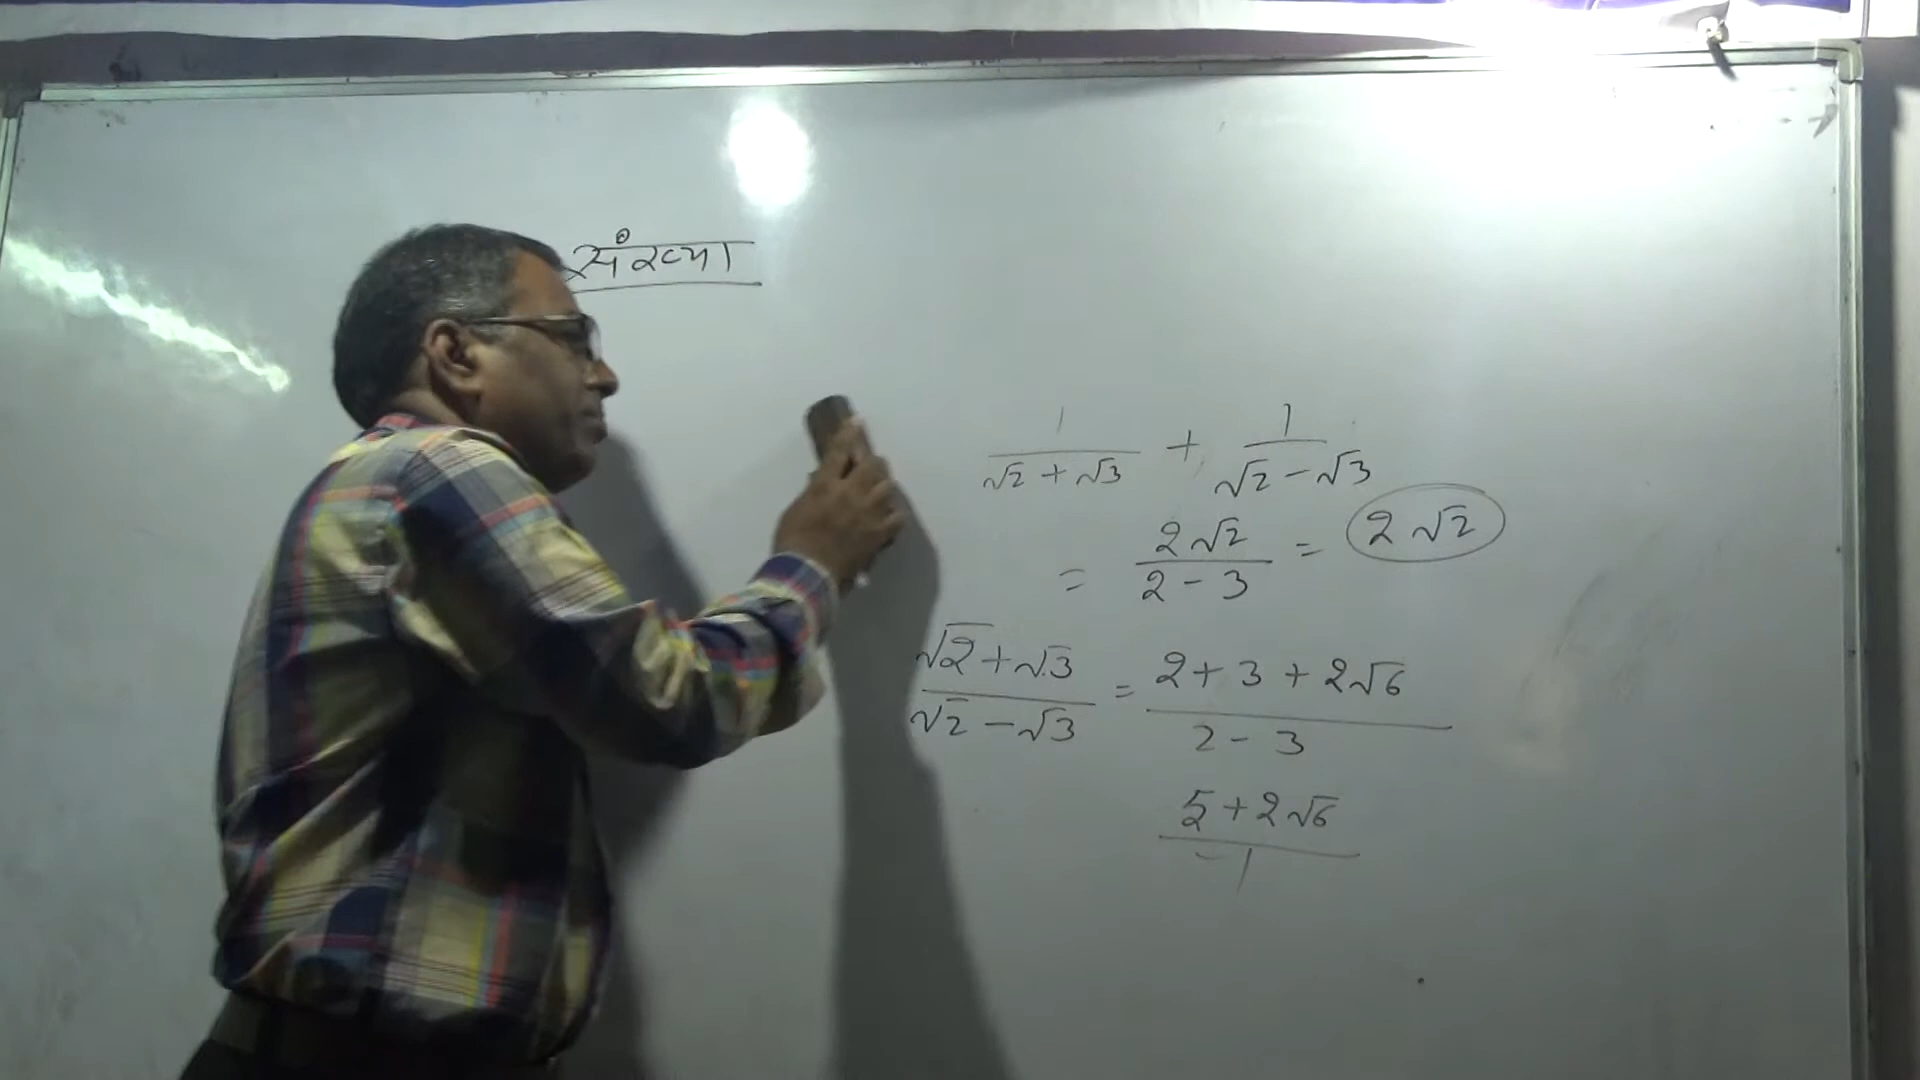 संख्या
1/(√2 + √3) + 1/(√2 - √3)
= 2√2/(2 - 3) = 2√2
(√2 + √3)/(√2 - √3) = (2 + 3 + 2√6)/(2 - 3)
(5 + 2√6)/(-1)